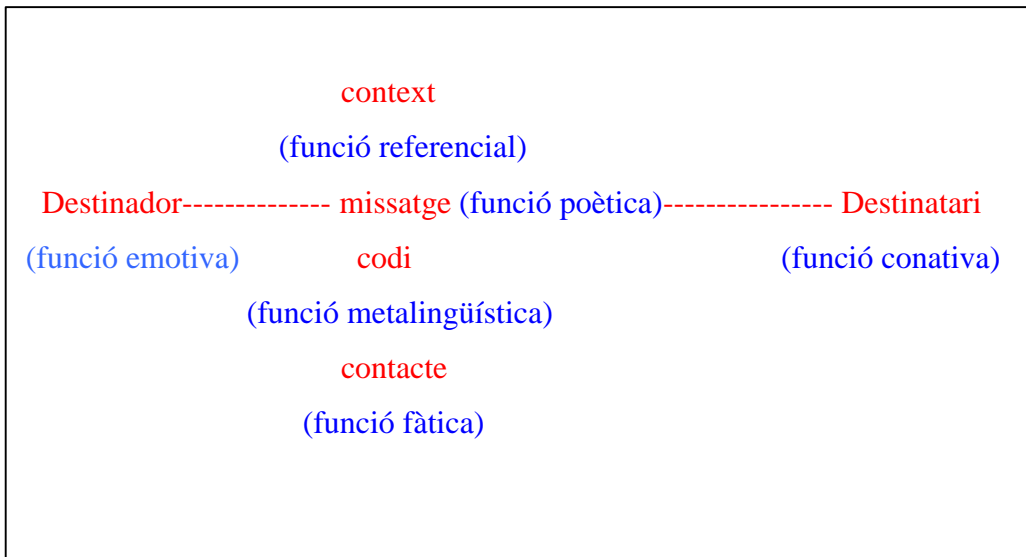 context
(funció referencial)
Destinador-------------- missatge (funció poètica)---------------- Destinatari
(funció emotiva) codi (funció conativa)
(funció metalingüística)
contacte
(funció fàtica)